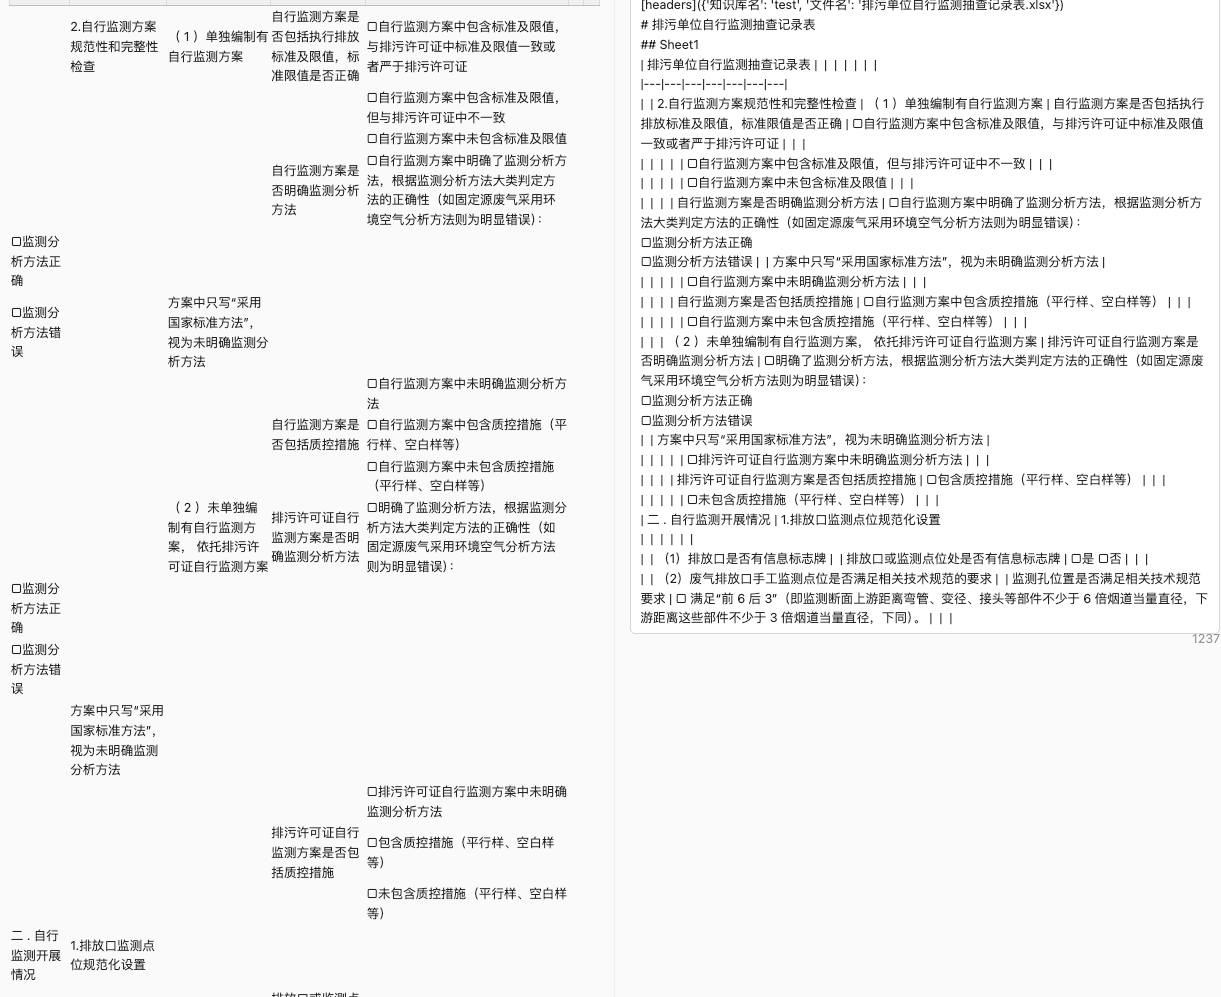 2.自行监测方案
规范性和完整性
检查
（ 1 ）单独编制有
自行监测方案
自行监测方案是
否包括执行排放
标准及限值，标
准限值是否正确
▢自行监测方案中包含标准及限值，
与排污许可证中标准及限值一致或
者严于排污许可证
▢自行监测方案中包含标准及限值，
但与排污许可证中不一致
▢自行监测方案中未包含标准及限值
自行监测方案是
否明确监测分析
方法
▢自行监测方案中明确了监测分析方
法，根据监测分析方法大类判定方
法的正确性（如固定源废气采用环
境空气分析方法则为明显错误）：
▢监测分
析方法正
确
▢监测分
析方法错
误
方案中只写“采用
国家标准方法”，
视为未明确监测分
析方法
▢自行监测方案中未明确监测分析方
法
自行监测方案是
否包括质控措施
▢自行监测方案中包含质控措施（平
行样、空白样等）
▢自行监测方案中未包含质控措施
（平行样、空白样等）
（ 2 ）未单独编
制有自行监测方
案， 依托排污许
可证自行监测方案
排污许可证自行
监测方案是否明
确监测分析方法
▢明确了监测分析方法，根据监测分
析方法大类判定方法的正确性（如
固定源废气采用环境空气分析方法
则为明显错误）：
▢监测分
析方法正
确
▢监测分
析方法错
误
方案中只写“采用
国家标准方法”，
视为未明确监测
分析方法
▢排污许可证自行监测方案中未明确
监测分析方法
排污许可证自行
监测方案是否包
括质控措施
▢包含质控措施（平行样、空白样
等）
▢未包含质控措施（平行样、空白样
等）
二 . 自行
监测开展
情况
1.排放口监测点
位规范化设置
排放口或监测点
[headers]({'知识库名': 'test', '文件名': '排污单位自行监测抽查记录表.xlsx'})
# 排污单位自行监测抽查记录表
## Sheet1
| 排污单位自行监测抽查记录表 | | | | | | |
|---|---|---|---|---|---|---|
| | 2.自行监测方案规范性和完整性检查 | （ 1 ）单独编制有自行监测方案 | 自行监测方案是否包括执行
排放标准及限值，标准限值是否正确 | ▢自行监测方案中包含标准及限值，与排污许可证中标准及限值
一致或者严于排污许可证 | | |
| | | | | ▢自行监测方案中包含标准及限值，但与排污许可证中不一致 | | |
| | | | | ▢自行监测方案中未包含标准及限值 | | |
| | | | 自行监测方案是否明确监测分析方法 | ▢自行监测方案中明确了监测分析方法，根据监测分析方
法大类判定方法的正确性（如固定源废气采用环境空气分析方法则为明显错误）：
▢监测分析方法正确
▢监测分析方法错误 | | 方案中只写“采用国家标准方法”，视为未明确监测分析方法 |
| | | | | ▢自行监测方案中未明确监测分析方法 | | |
| | | | 自行监测方案是否包括质控措施 | ▢自行监测方案中包含质控措施（平行样、空白样等） | | |
| | | | | ▢自行监测方案中未包含质控措施（平行样、空白样等） | | |
| | | （ 2 ）未单独编制有自行监测方案， 依托排污许可证自行监测方案 | 排污许可证自行监测方案是
否明确监测分析方法 | ▢明确了监测分析方法，根据监测分析方法大类判定方法的正确性（如固定源废
气采用环境空气分析方法则为明显错误）：
▢监测分析方法正确
▢监测分析方法错误
| | 方案中只写“采用国家标准方法”，视为未明确监测分析方法 |
| | | | | ▢排污许可证自行监测方案中未明确监测分析方法 | | |
| | | | 排污许可证自行监测方案是否包括质控措施 | ▢包含质控措施（平行样、空白样等） | | |
| | | | | ▢未包含质控措施（平行样、空白样等） | | |
| 二 . 自行监测开展情况 | 1.排放口监测点位规范化设置
| | | | | |
| | （1）排放口是否有信息标志牌 | | 排放口或监测点位处是否有信息标志牌 | ▢是 ▢否 | | |
| | （2）废气排放口手工监测点位是否满足相关技术规范的要求 | | 监测孔位置是否满足相关技术规范
要求 | ▢ 满足“前 6 后 3”（即监测断面上游距离弯管、变径、接头等部件不少于 6 倍烟道当量直径，下
游距离这些部件不少于 3 倍烟道当量直径，下同）。 | | |
1237